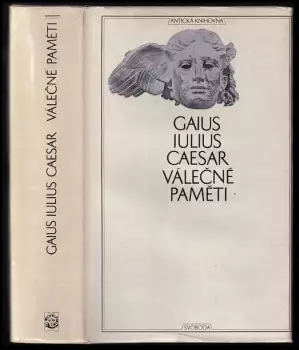 GAIUS IULIUS CAESAR VÁLEČNÉ PAMĚTI
ANTICKÁ KNIHOVNA
GAIUS
IULIUS
CAESAR
VÁLEČNÉ
PAMĚTI
SVOBODA